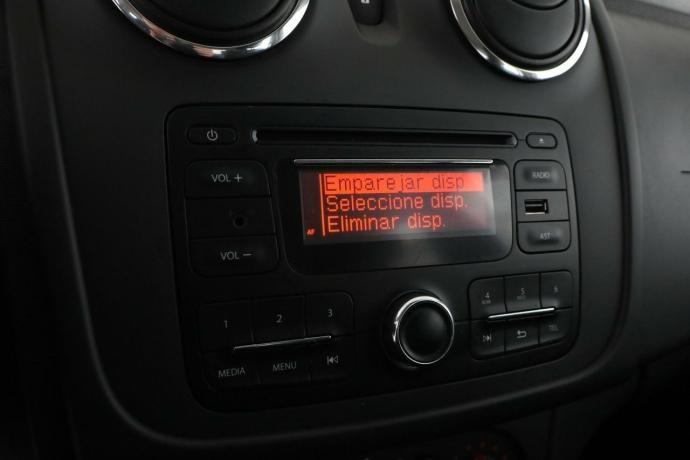 VOL +
RADIO
Emparejar disp
Seleccione disp.
AF Eliminar disp.
VOL −
AST
1 2 3
4 5 6
MEDIA MENU
TEL